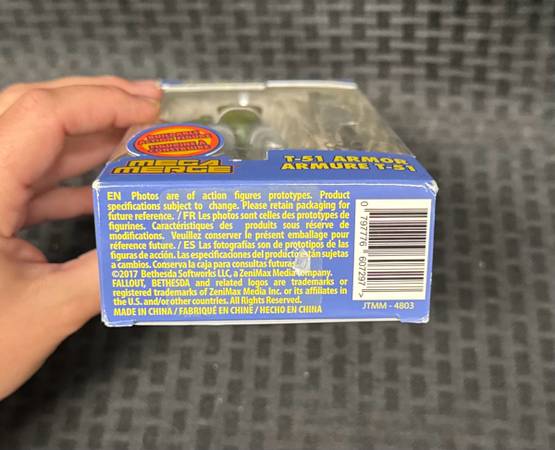 MEGA
MERGE
T-51 ARMOR
ARMURE T-51
EN Photos are of action figures prototypes. Product
specifications subject to change. Please retain packaging for
future reference. / FR Les photos sont celles des prototypes de
figurines. Caractéristiques des produits sous réserve de
modifications. Veuillez conserver le présent emballage pour
référence future. / ES Las fotografías son de prototipos de las
figuras de acción. Las especificaciones del producto están sujetas
a cambios. Conserva la caja para consitas futuras.
©2017 Bethesda Softworks LLC, a ZeniMax Media company.
FALLOUT, BETHESDA and related logos are trademarks or
registered trademarks of ZeniMax Media Inc. or its affiliates in
the U.S. and/or other countries. All Rights Reserved.
MADE IN CHINA / FABRIQUÉ EN CHINE / HECHO EN CHINA
0 797776 607237 >
JTMM - 4803